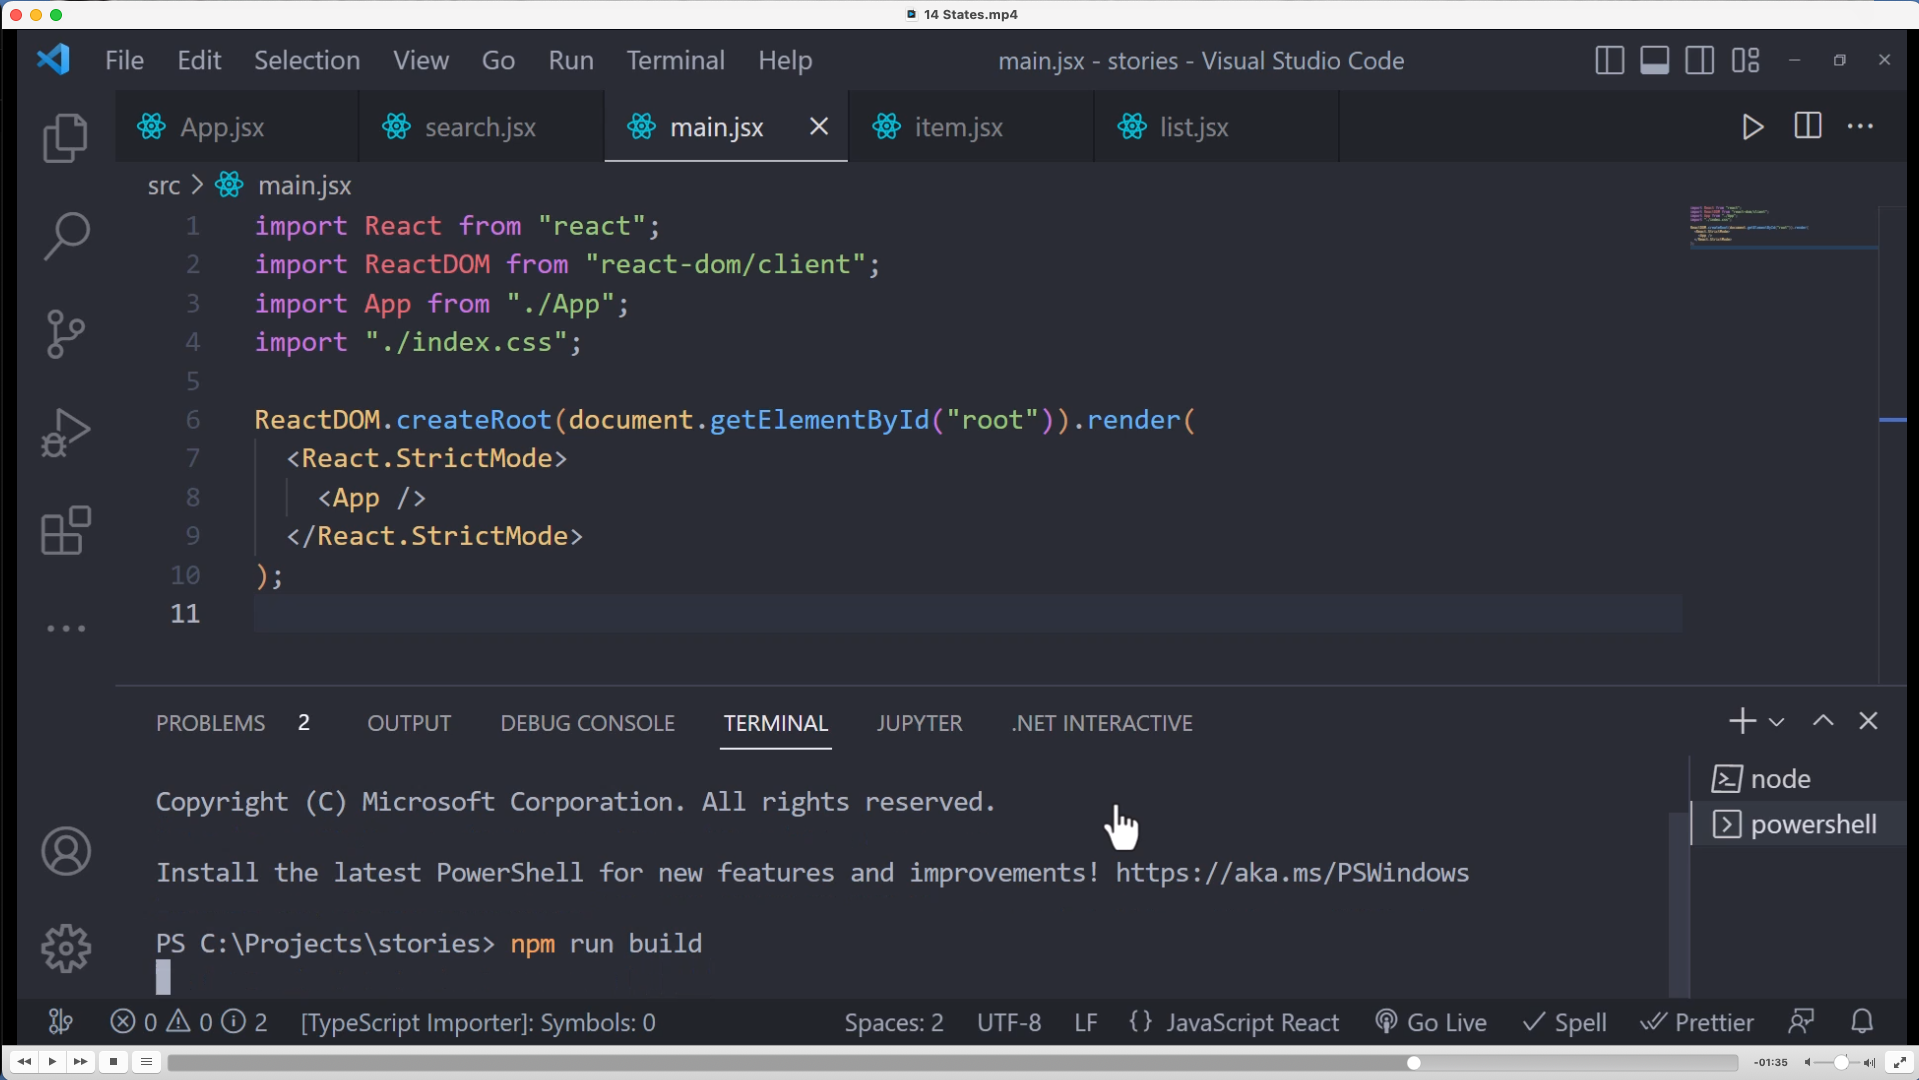 14 States.mp4
File Edit Selection View Go Run Terminal Help main.jsx - stories - Visual Studio Code
App.jsx search.jsx main.jsx item.jsx list.jsx
src > main.jsx
1 import React from "react";
2 import ReactDOM from "react-dom/client";
3 import App from "./App";
4 import "./index.css";
5
6 ReactDOM.createRoot(document.getElementById("root")).render(
7 <React.StrictMode>
8 <App />
9 </React.StrictMode>
10 );
11
PROBLEMS 2 OUTPUT DEBUG CONSOLE TERMINAL JUPYTER .NET INTERACTIVE
node
powershell
Copyright (C) Microsoft Corporation. All rights reserved.
Install the latest PowerShell for new features and improvements! https://aka.ms/PSWindows
PS C:\Projects\stories> npm run build
0 0 2 [TypeScript Importer]: Symbols: 0 Spaces: 2 UTF-8 LF {} JavaScript React Go Live Spell Prettier
-01:35